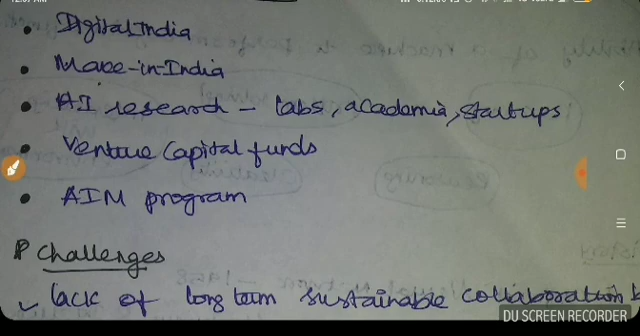 Digital India
Make-in-India
AI research - labs, academia, startups
Venture Capital funds
AIM program
Challenges
lack of long term sustainable collaboration
DU SCREEN RECORDER